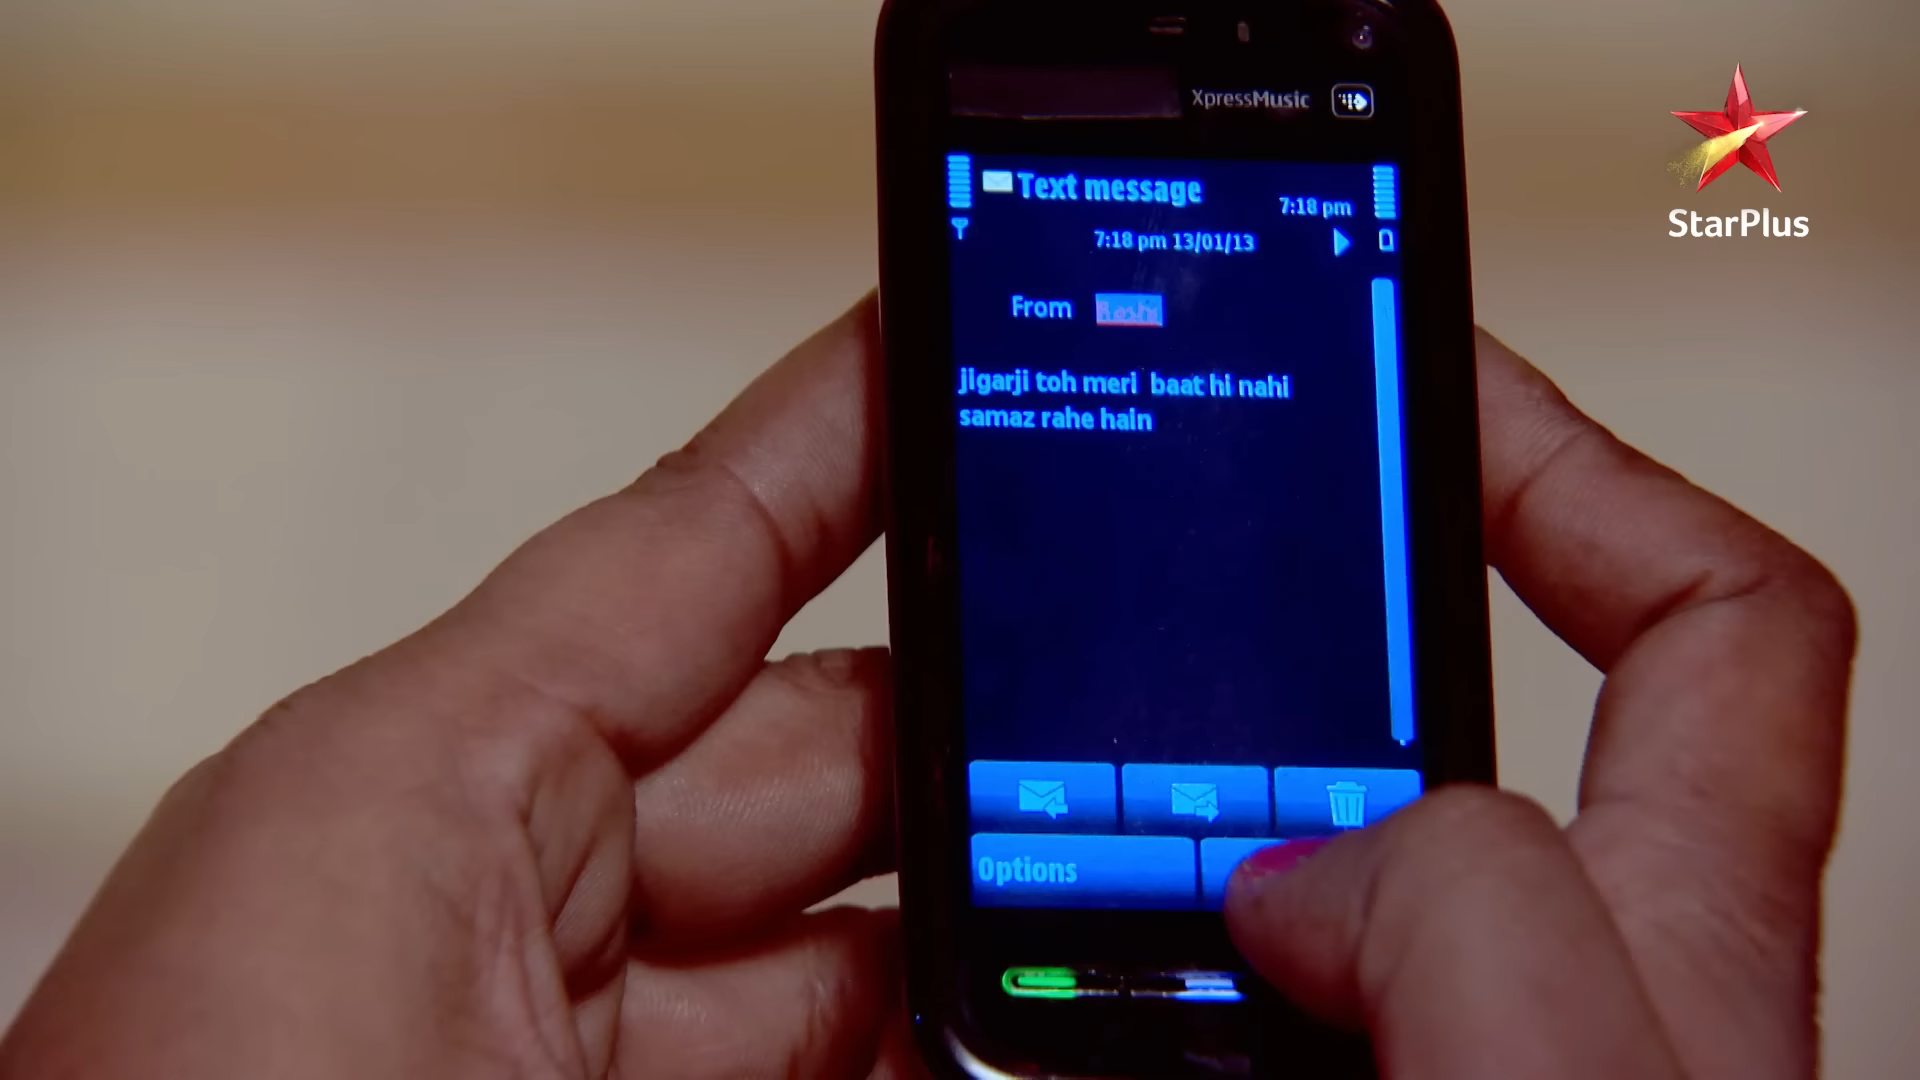 XpressMusic
StarPlus
Text message
7:18 pm
7:18 pm 13/01/13
From Rashi
jigarji toh meri baat hi nahi
samaz rahe hain
Options